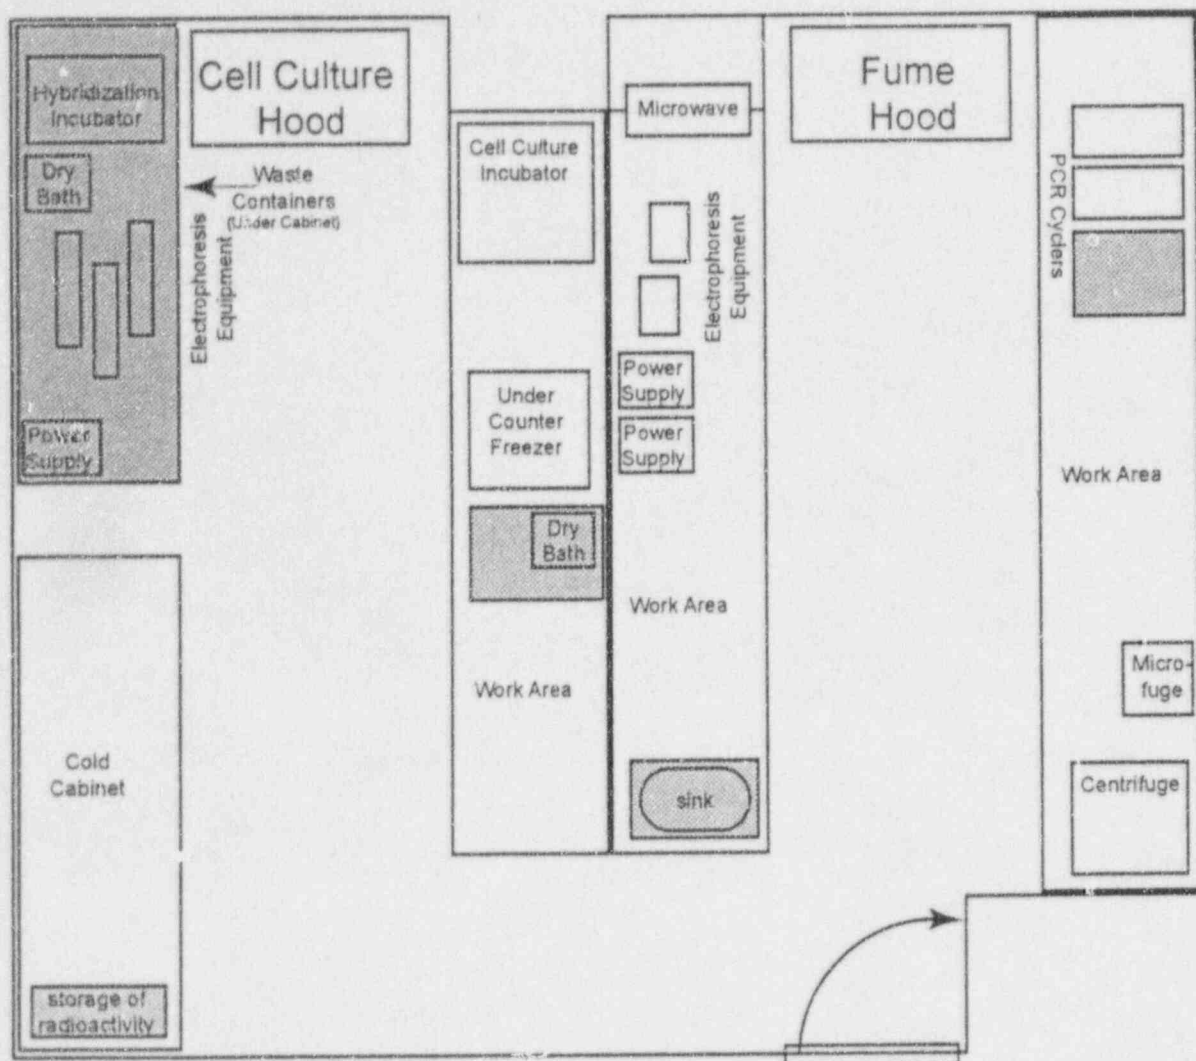 Hybridization
Incubator
Dry
Bath
Power
Supply
Cell Culture
Hood
Waste
Containers
(Under Cabinet)
Electrophoresis
Equipment
Cold
Cabinet
storage of
radioactivity
Cell Culture
Incubator
Under
Counter
Freezer
Dry
Bath
Work Area
Microwave
Electrophoresis
Equipment
Power
Supply
Power
Supply
Work Area
sink
Fume
Hood
PCR Cyclers
Work Area
Micro-
fuge
Centrifuge